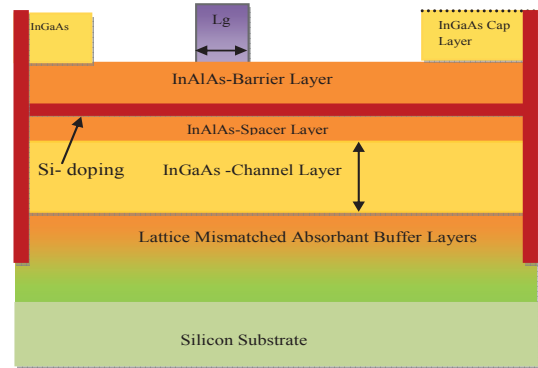 InGaAs
Lg
InGaAs Cap
Layer
InAlAs-Barrier Layer
InAlAs-Spacer Layer
Si- doping
InGaAs -Channel Layer
Lattice Mismatched Absorbant Buffer Layers
Silicon Substrate